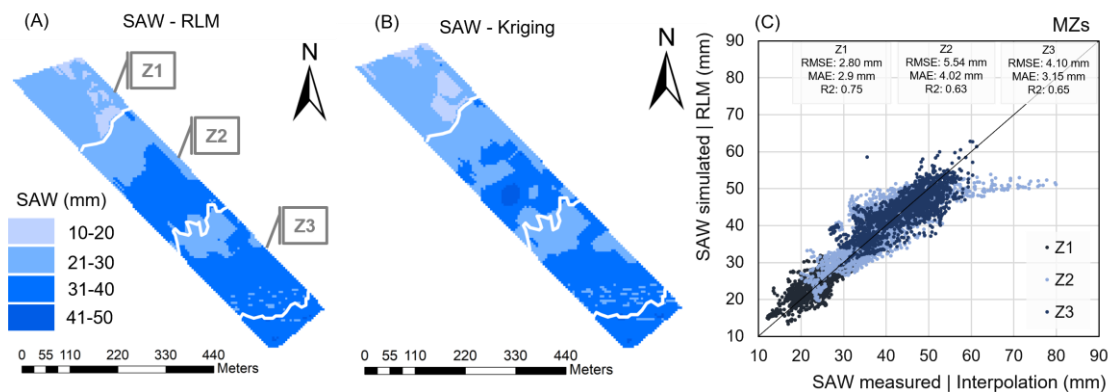 (A)
SAW - RLM
N
Z1
Z2
Z3
SAW (mm)
10-20
21-30
31-40
41-50
0 55 110 220 330 440
Meters
(B)
SAW - Kriging
N
0 55 110 220 330 440
Meters
(C)
MZs
SAW simulated | RLM (mm)
90
80
70
60
50
40
30
20
10
Z1
RMSE: 2.80 mm
MAE: 2.9 mm
R2: 0.75
Z2
RMSE: 5.54 mm
MAE: 4.02 mm
R2: 0.63
Z3
RMSE: 4.10 mm
MAE: 3.15 mm
R2: 0.65
Z1
Z2
Z3
10 20 30 40 50 60 70 80 90
SAW measured | Interpolation (mm)